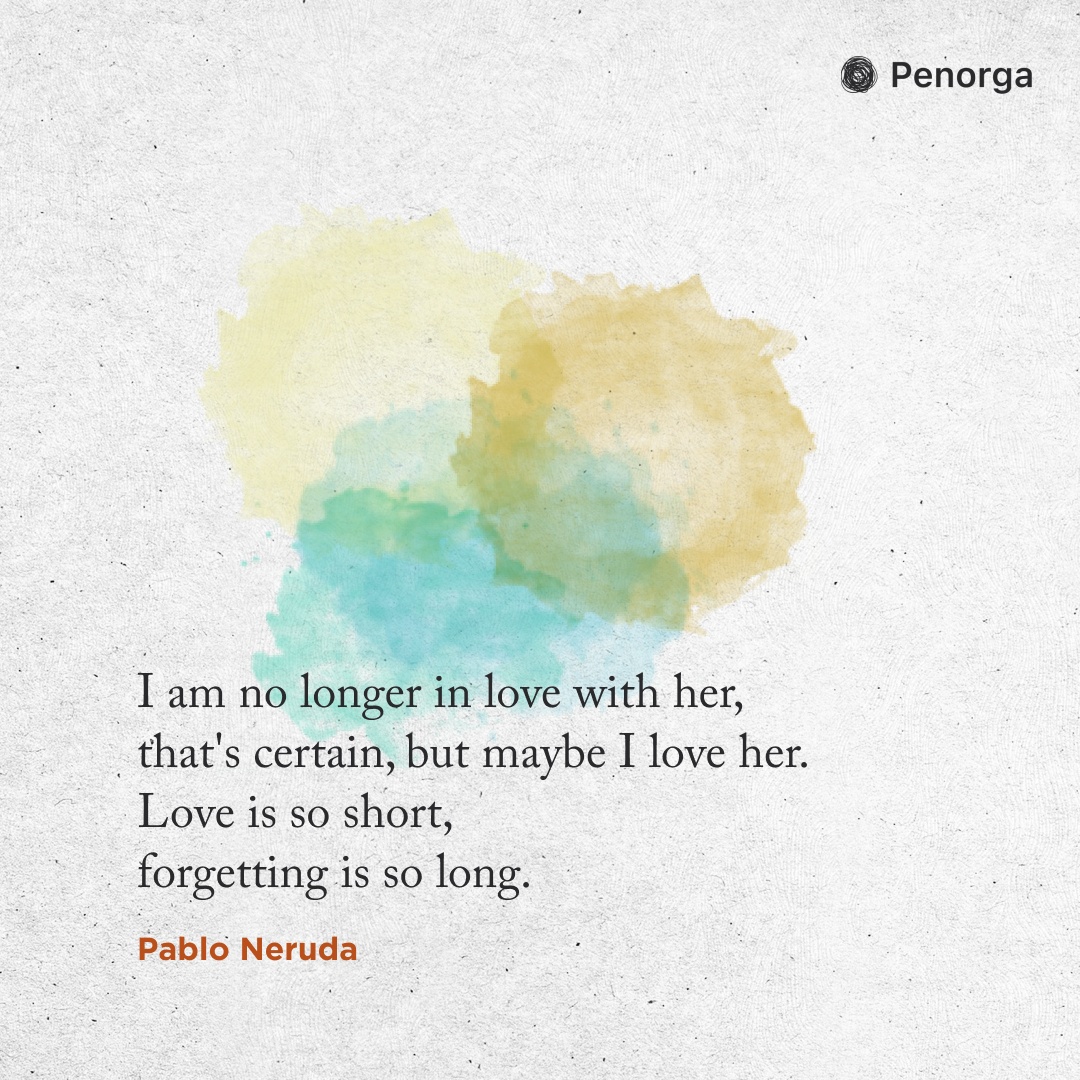 Penorga
I am no longer in love with her,
that's certain, but maybe I love her.
Love is so short,
forgetting is so long.
Pablo Neruda